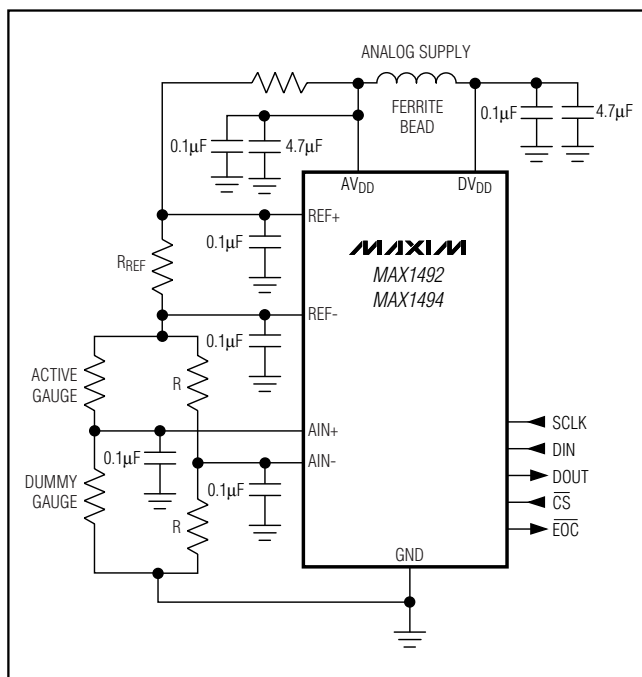 ANALOG SUPPLY
FERRITE
BEAD
0.1μF
4.7μF
0.1μF
4.7μF
AVDD
DVDD
REF+
0.1μF
RREF
MAXIM
MAX1492
MAX1494
REF-
0.1μF
ACTIVE
GAUGE
R
AIN+
0.1μF
AIN-
0.1μF
DUMMY
GAUGE
R
SCLK
DIN
DOUT
CS
EOC
GND